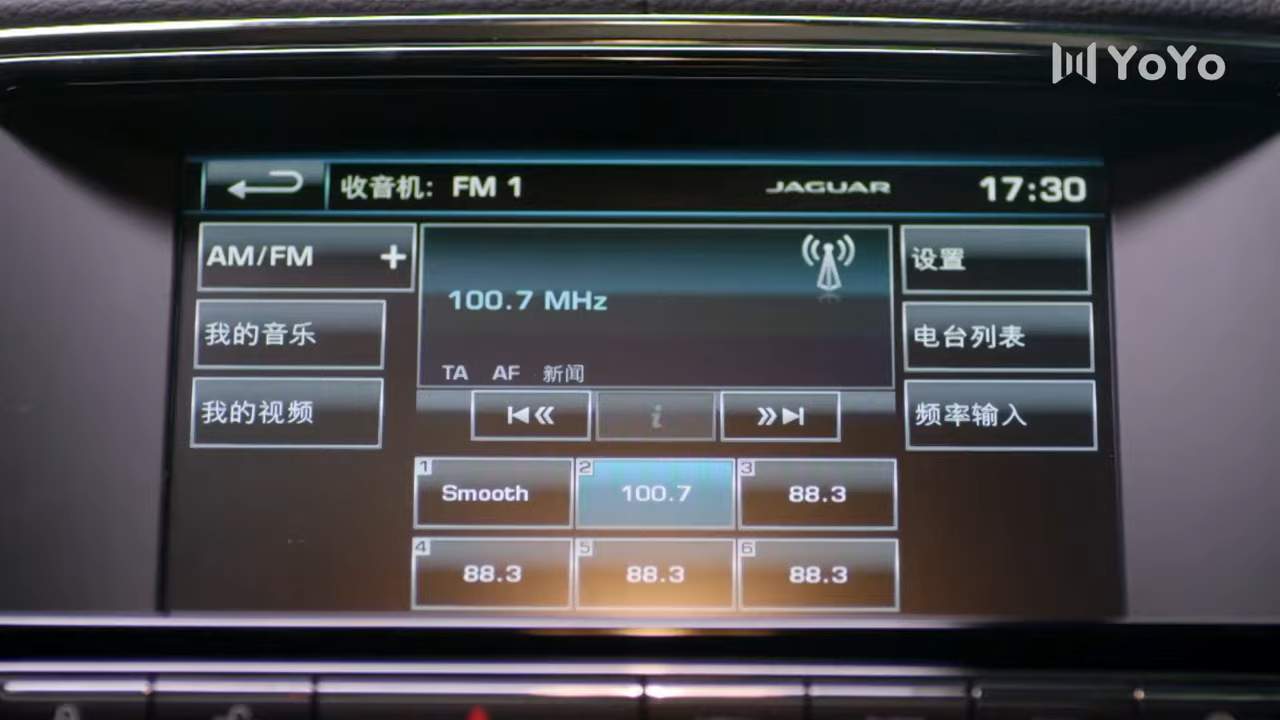 YoYo
收音机: FM 1
JAGUAR
17:30
AM/FM +
我的音乐
我的视频
100.7 MHz
TA AF 新闻
i
设置
电台列表
频率输入
1 Smooth
2 100.7
3 88.3
4 88.3
5 88.3
6 88.3